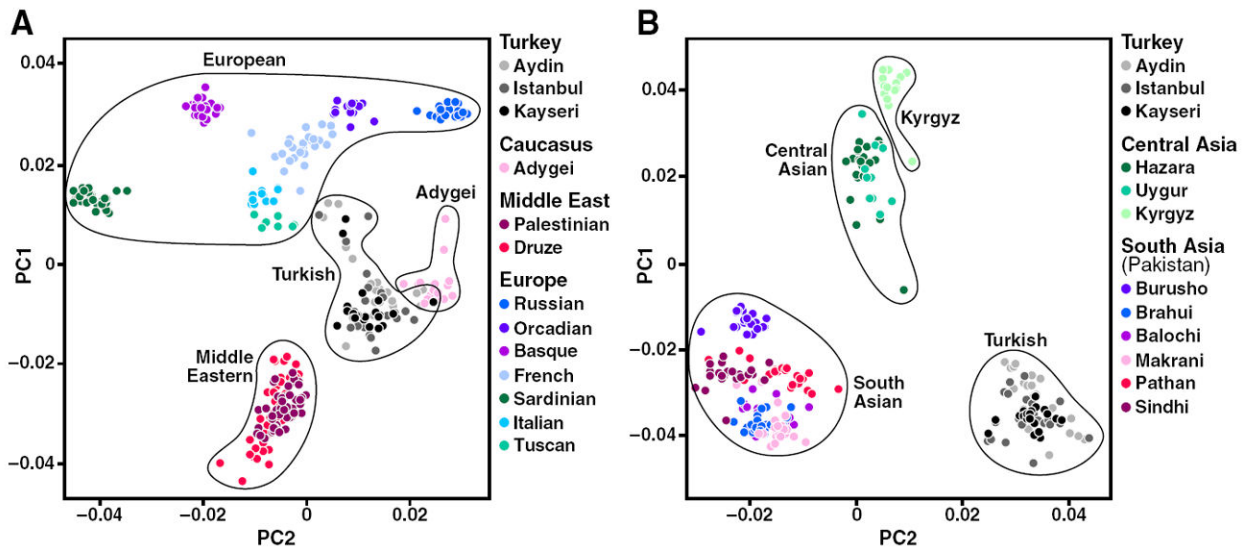 A
European
Adygei
Turkish
Middle
Eastern
0.04
0.02
0
−0.02
−0.04
PC1
−0.04
−0.02
0
0.02
PC2
Turkey
Aydin
Istanbul
Kayseri
Caucasus
Adygei
Middle East
Palestinian
Druze
Europe
Russian
Orcadian
Basque
French
Sardinian
Italian
Tuscan
B
Kyrgyz
Central
Asian
Turkish
South
Asian
0.04
0.02
0
−0.02
−0.04
PC1
−0.02
0
0.02
0.04
PC2
Turkey
Aydin
Istanbul
Kayseri
Central Asia
Hazara
Uygur
Kyrgyz
South Asia
(Pakistan)
Burusho
Brahui
Balochi
Makrani
Pathan
Sindhi